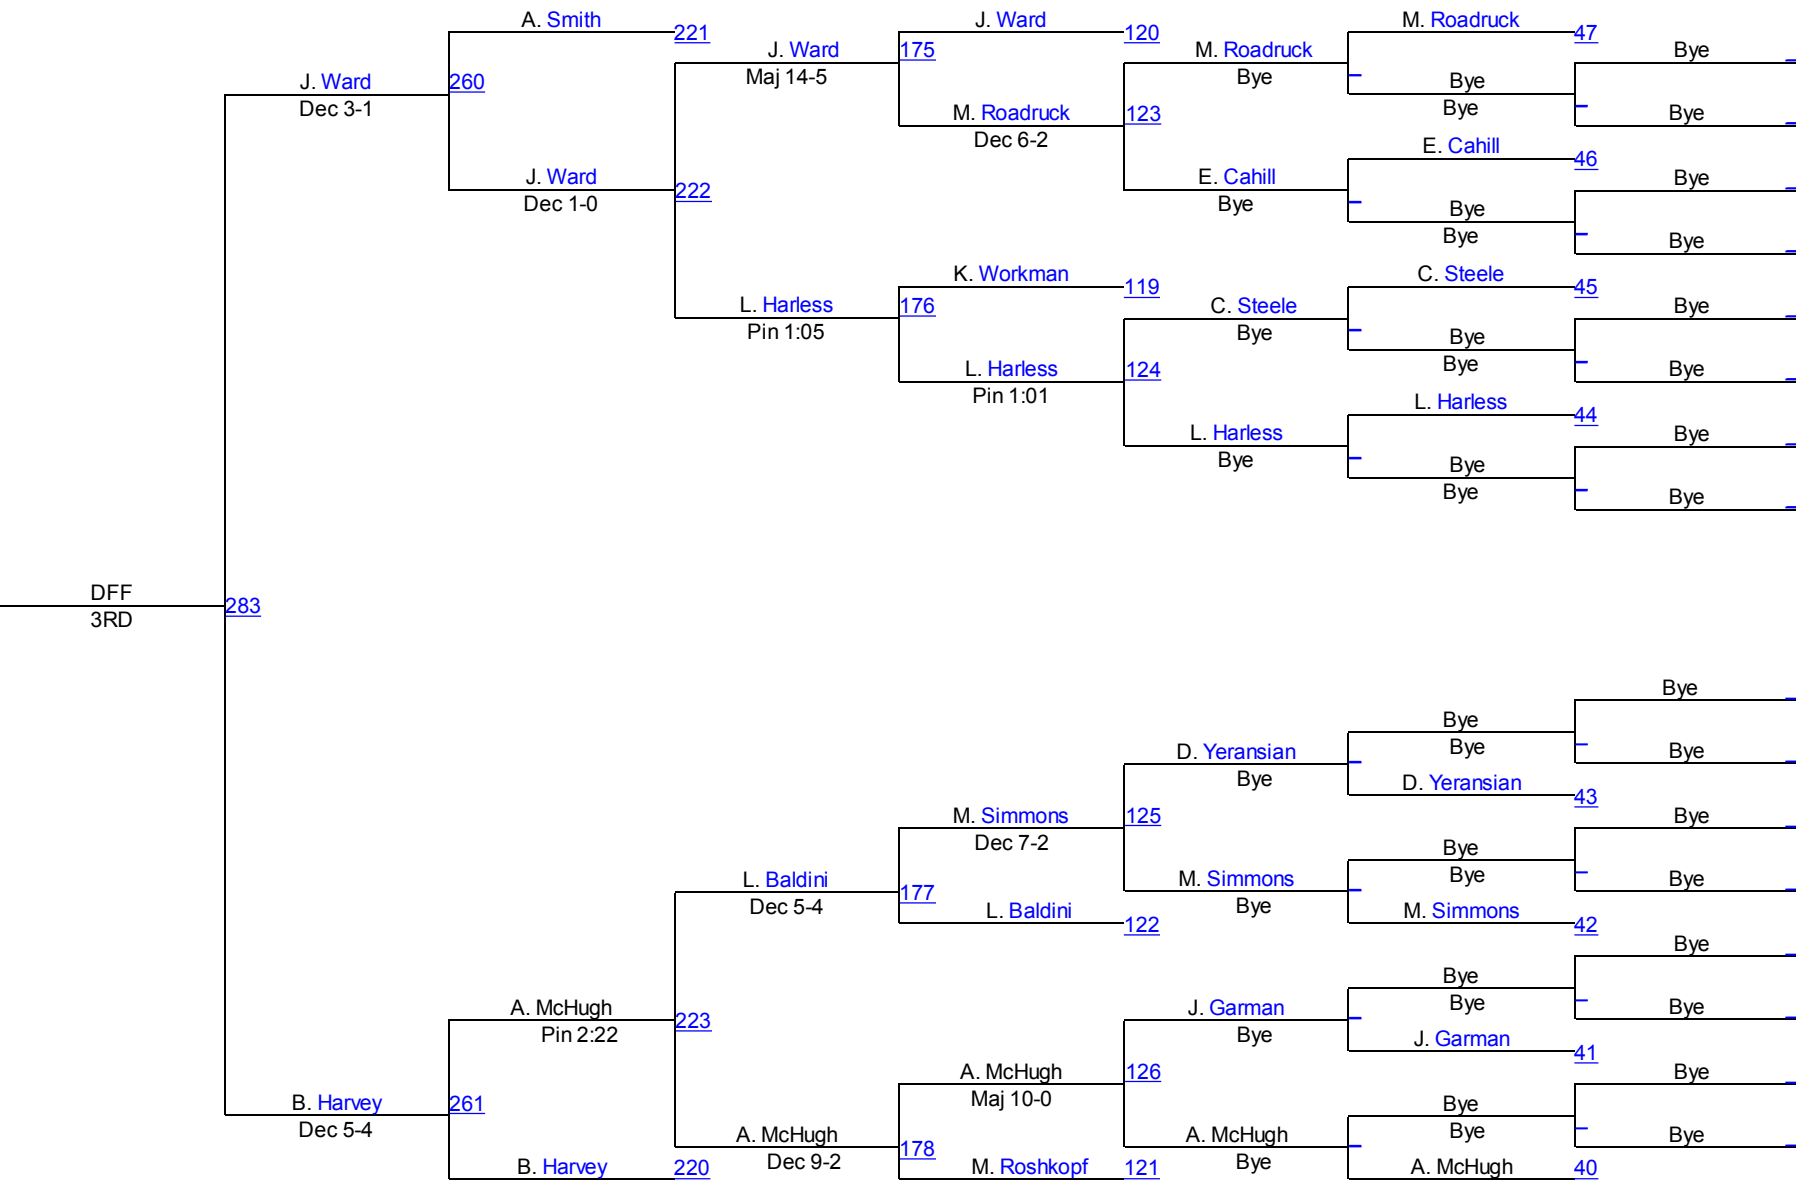 A. Smith
221
J. Ward
120
M. Roadruck
47
J. Ward
Maj 14-5
175
M. Roadruck
Bye
Bye
J. Ward
Dec 3-1
260
Bye
Bye
M. Roadruck
Dec 6-2
123
Bye
E. Cahill
46
J. Ward
Dec 1-0
222
E. Cahill
Bye
Bye
Bye
Bye
Bye
K. Workman
119
C. Steele
45
L. Harless
Pin 1:05
176
C. Steele
Bye
Bye
Bye
Bye
L. Harless
Pin 1:01
124
Bye
L. Harless
44
L. Harless
Bye
Bye
Bye
Bye
Bye
DFF
3RD
283
Bye
Bye
Bye
D. Yeransian
Bye
Bye
D. Yeransian
43
M. Simmons
Dec 7-2
125
Bye
Bye
Bye
L. Baldini
Dec 5-4
177
M. Simmons
Bye
Bye
L. Baldini
122
M. Simmons
42
Bye
Bye
Bye
A. McHugh
Pin 2:22
223
J. Garman
Bye
Bye
J. Garman
41
A. McHugh
Maj 10-0
126
Bye
B. Harvey
Dec 5-4
261
Bye
Bye
A. McHugh
Dec 9-2
178
A. McHugh
Bye
Bye
B. Harvey
220
M. Roshkopf
121
A. McHugh
40